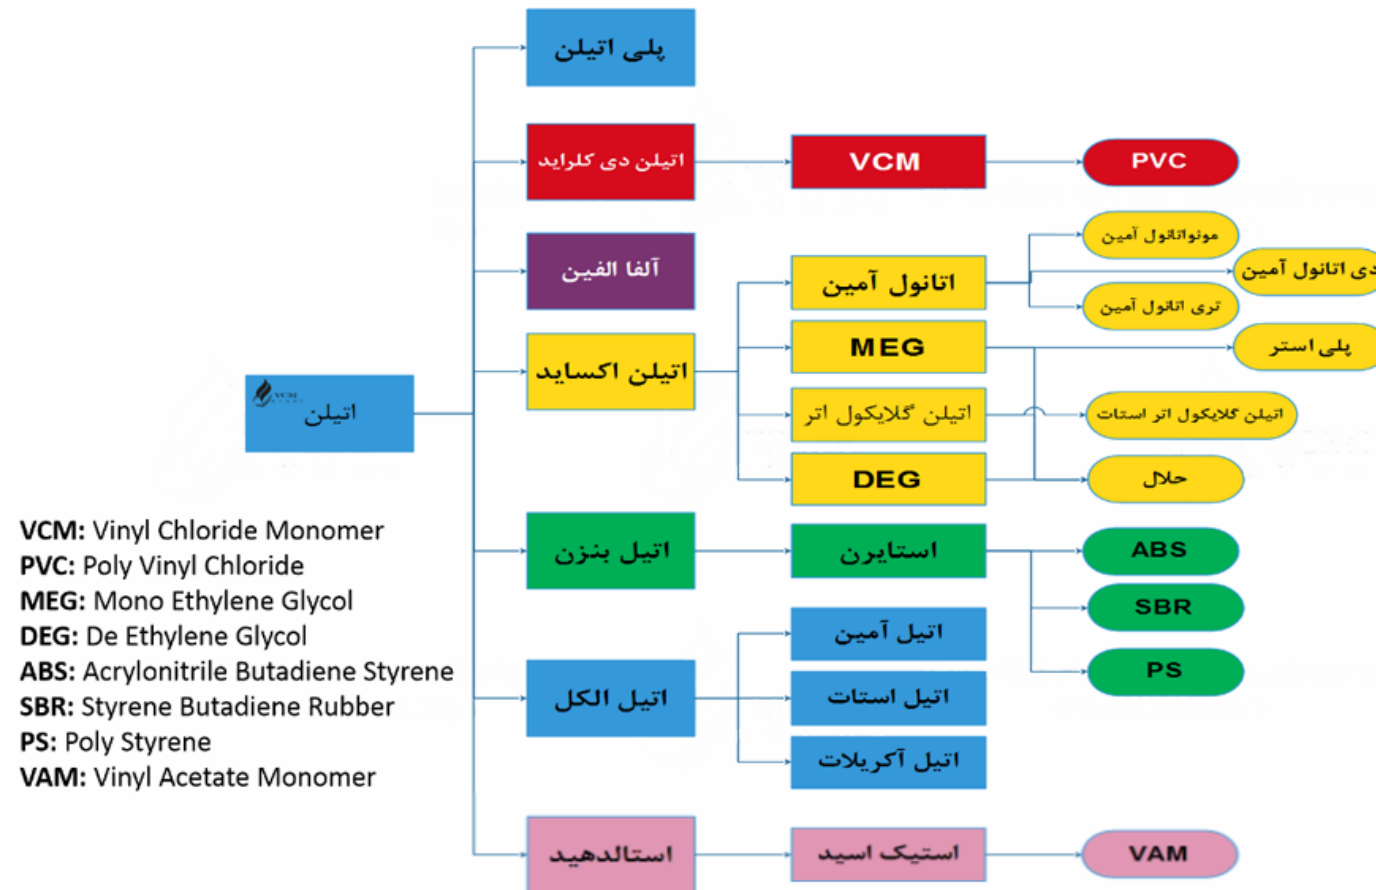 پلی اتیلن
اتیلن دی کلراید
VCM
PVC
آلفا الفین
اتانول آمین
مونواتانول آمین
دی اتانول آمین
تری اتانول آمین
اتیلن اکساید
MEG
پلی استر
اتیلن گلایکول اتر
اتیلن گلایکول اتر استات
DEG
حلال
اتیلن
VCM
اتیل بنزن
استایرن
ABS
SBR
PS
اتیل الکل
اتیل آمین
اتیل استات
اتیل آکریلات
استالدهید
استیک اسید
VAM
VCM: Vinyl Chloride Monomer
PVC: Poly Vinyl Chloride
MEG: Mono Ethylene Glycol
DEG: De Ethylene Glycol
ABS: Acrylonitrile Butadiene Styrene
SBR: Styrene Butadiene Rubber
PS: Poly Styrene
VAM: Vinyl Acetate Monomer